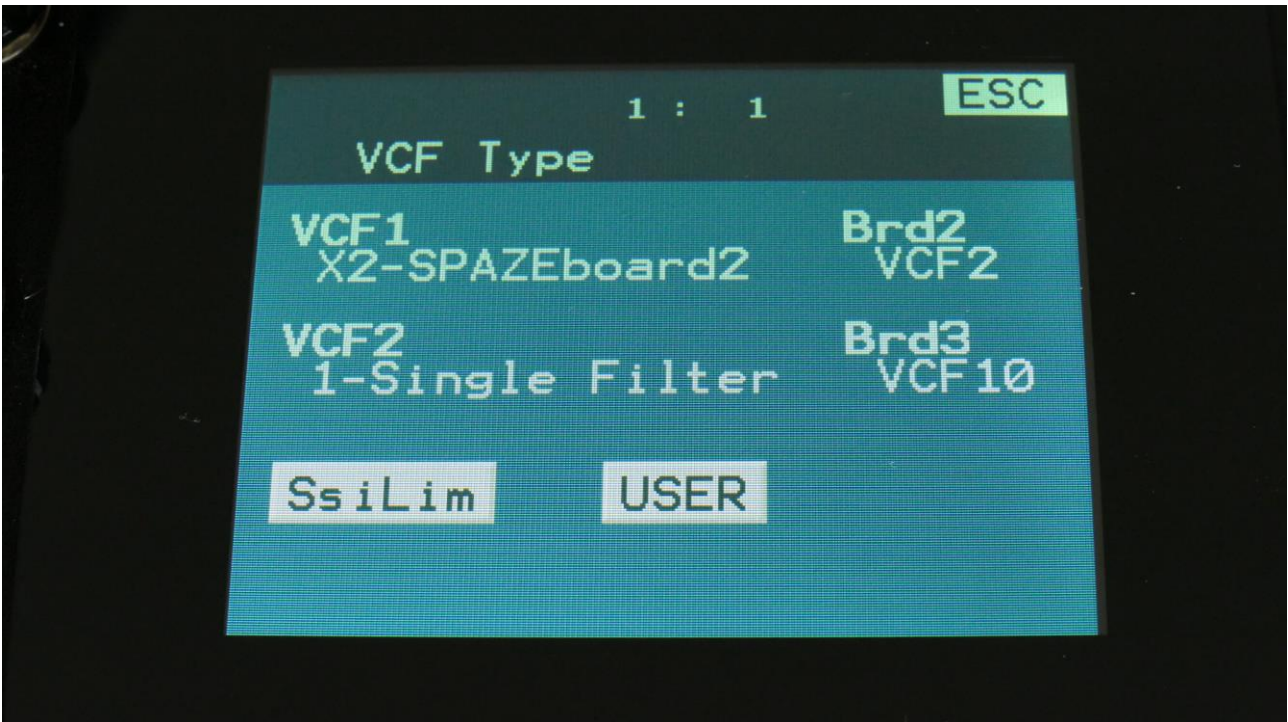 1 : 1 ESC
VCF Type
VCF1 Brd2
X2-SPAZEboard2 VCF2
VCF2 Brd3
1-Single Filter VCF10
SsiLim USER